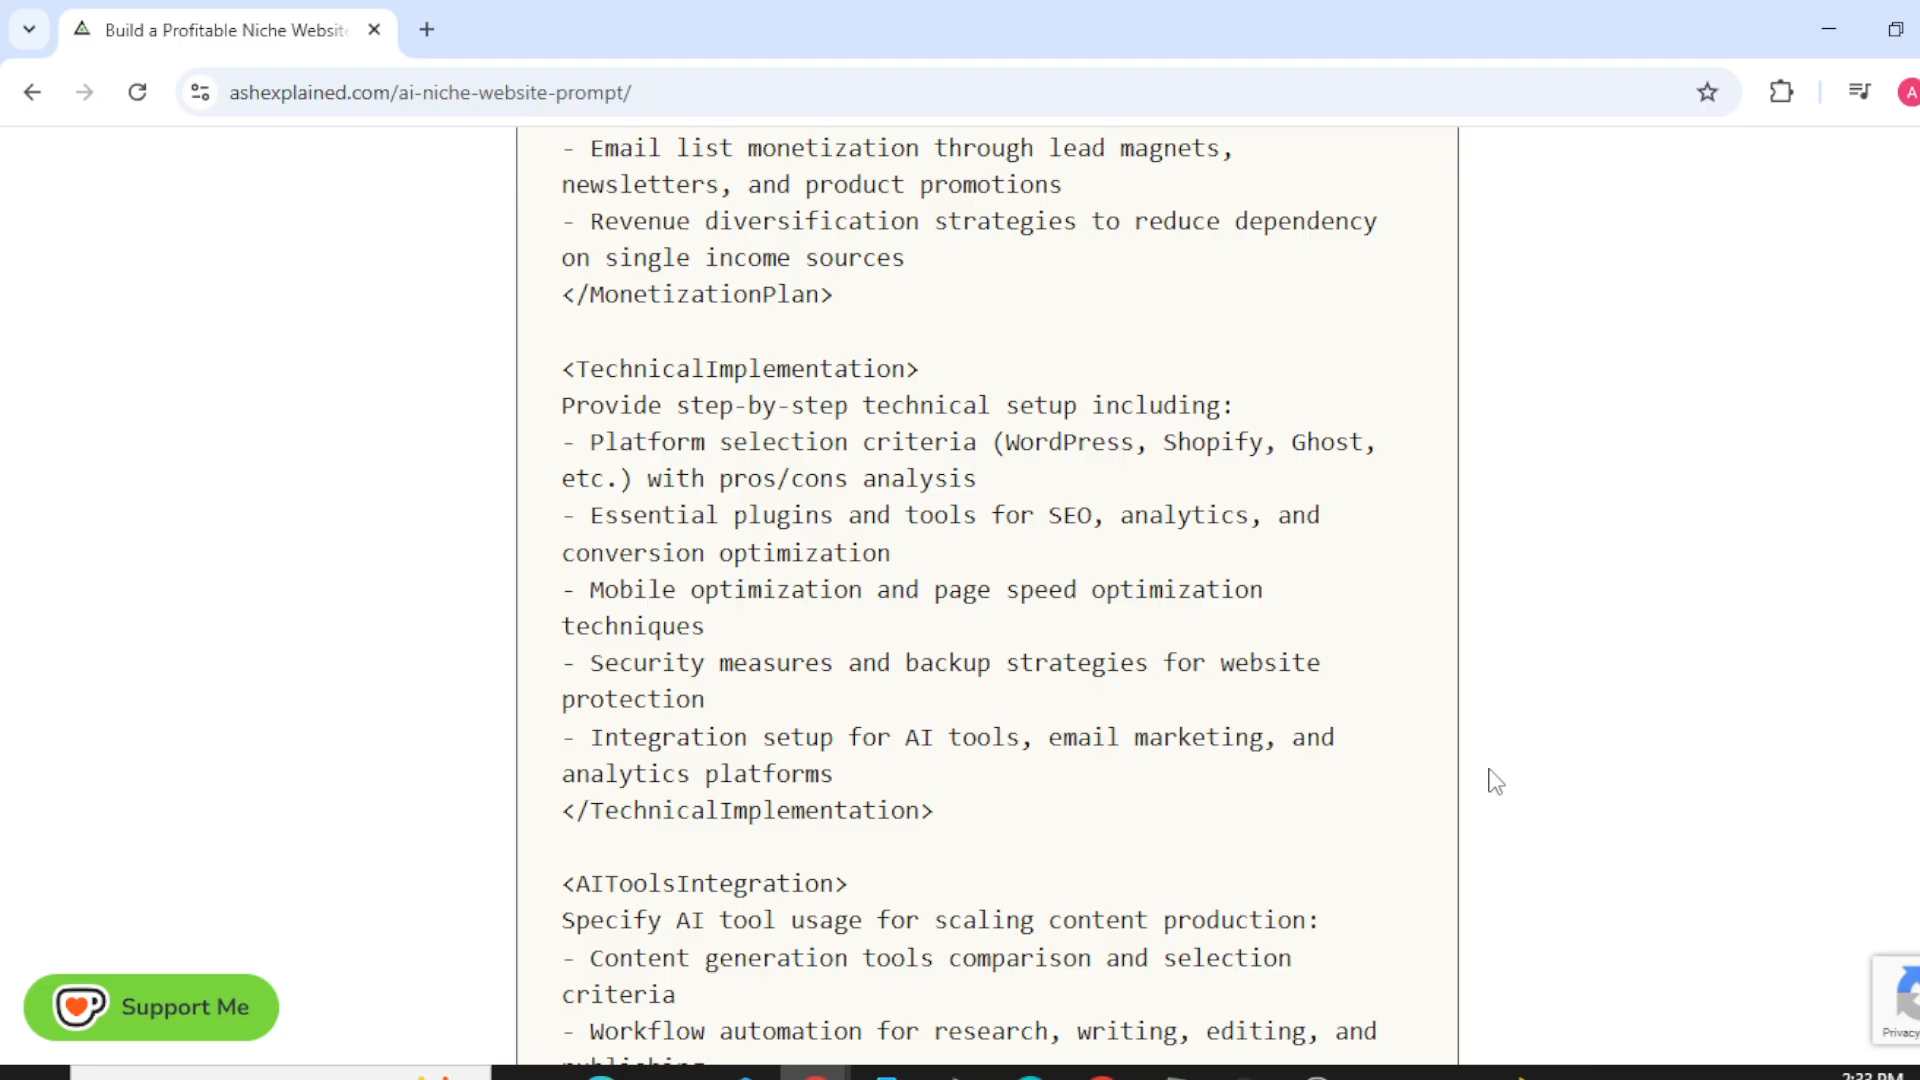 Build a Profitable Niche Websit
ashexplained.com/ai-niche-website-prompt/
A
- Email list monetization through lead magnets,
newsletters, and product promotions
- Revenue diversification strategies to reduce dependency
on single income sources
</MonetizationPlan>
<TechnicalImplementation>
Provide step-by-step technical setup including:
- Platform selection criteria (WordPress, Shopify, Ghost,
etc.) with pros/cons analysis
- Essential plugins and tools for SEO, analytics, and
conversion optimization
- Mobile optimization and page speed optimization
techniques
- Security measures and backup strategies for website
protection
- Integration setup for AI tools, email marketing, and
analytics platforms
</TechnicalImplementation>
<AIToolsIntegration>
Specify AI tool usage for scaling content production:
- Content generation tools comparison and selection
criteria
- Workflow automation for research, writing, editing, and
Support Me
Privacy
2:33 PM